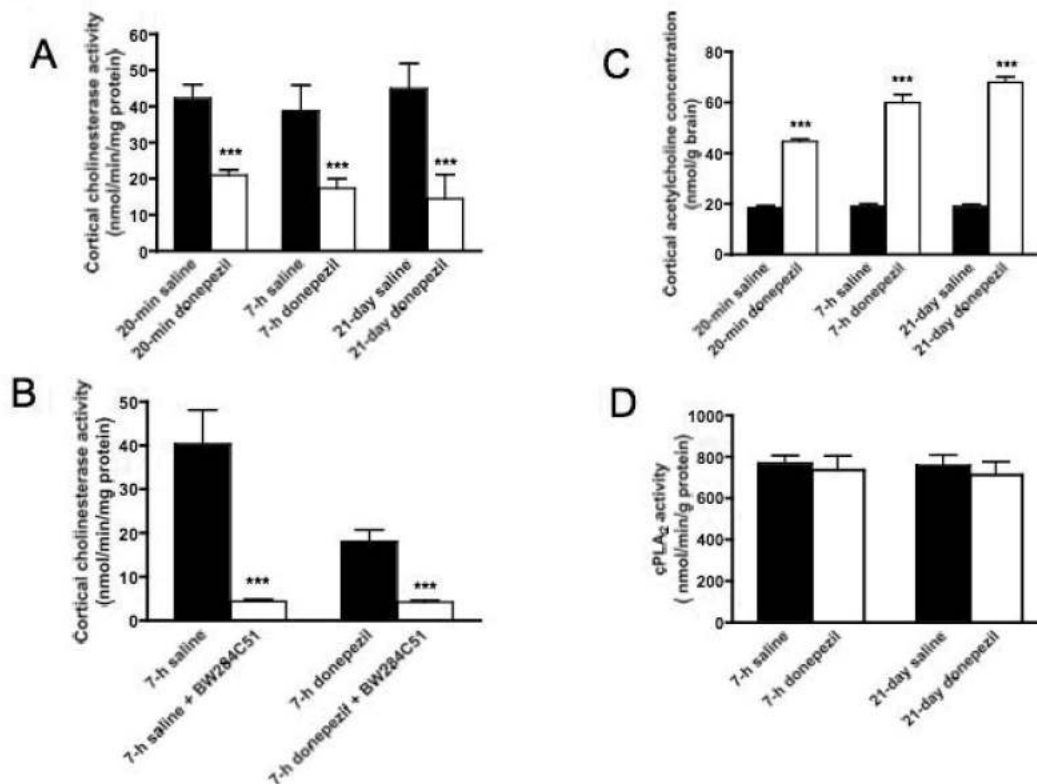 A
Cortical cholinesterase activity
(nmol/min/mg protein)
60
50
40
30
20
10
0
***
***
***
20-min saline
20-min donepezil
7-h saline
7-h donepezil
21-day saline
21-day donepezil
C
Cortical acetylcholine concentration
(nmol/g brain)
80
60
40
20
0
***
***
***
20-min saline
20-min donepezil
7-h saline
7-h donepezil
21-day saline
21-day donepezil
B
Cortical cholinesterase activity
(nmol/min/mg protein)
50
40
30
20
10
0
***
***
7-h saline
7-h saline + BW284C51
7-h donepezil
7-h donepezil + BW284C51
D
cPLA₂ activity
( nmol/min/g protein)
1000
800
600
400
200
0
7-h saline
7-h donepezil
21-day saline
21-day donepezil